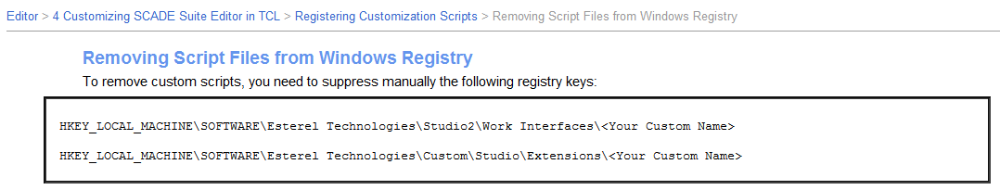 Editor > 4 Customizing SCADE Suite Editor in TCL > Registering Customization Scripts > Removing Script Files from Windows Registry
Removing Script Files from Windows Registry
To remove custom scripts, you need to suppress manually the following registry keys:
HKEY_LOCAL_MACHINE\SOFTWARE\Esterel Technologies\Studio2\Work Interfaces\<Your Custom Name>
HKEY_LOCAL_MACHINE\SOFTWARE\Esterel Technologies\Custom\Studio\Extensions\<Your Custom Name>